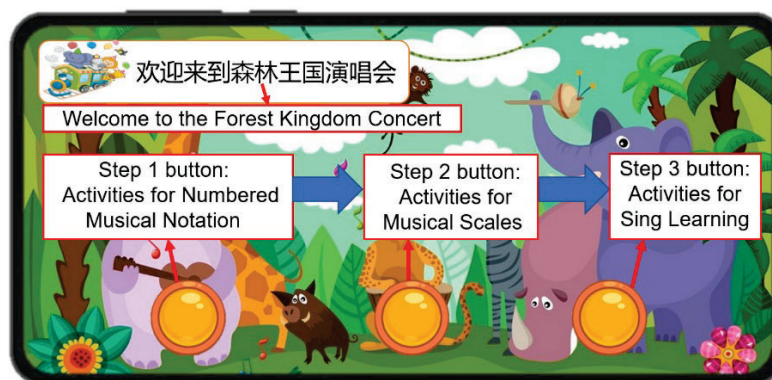 欢迎来到森林王国演唱会
Welcome to the Forest Kingdom Concert
Step 1 button:
Activities for Numbered
Musical Notation
Step 2 button:
Activities for
Musical Scales
Step 3 button:
Activities for
Sing Learning